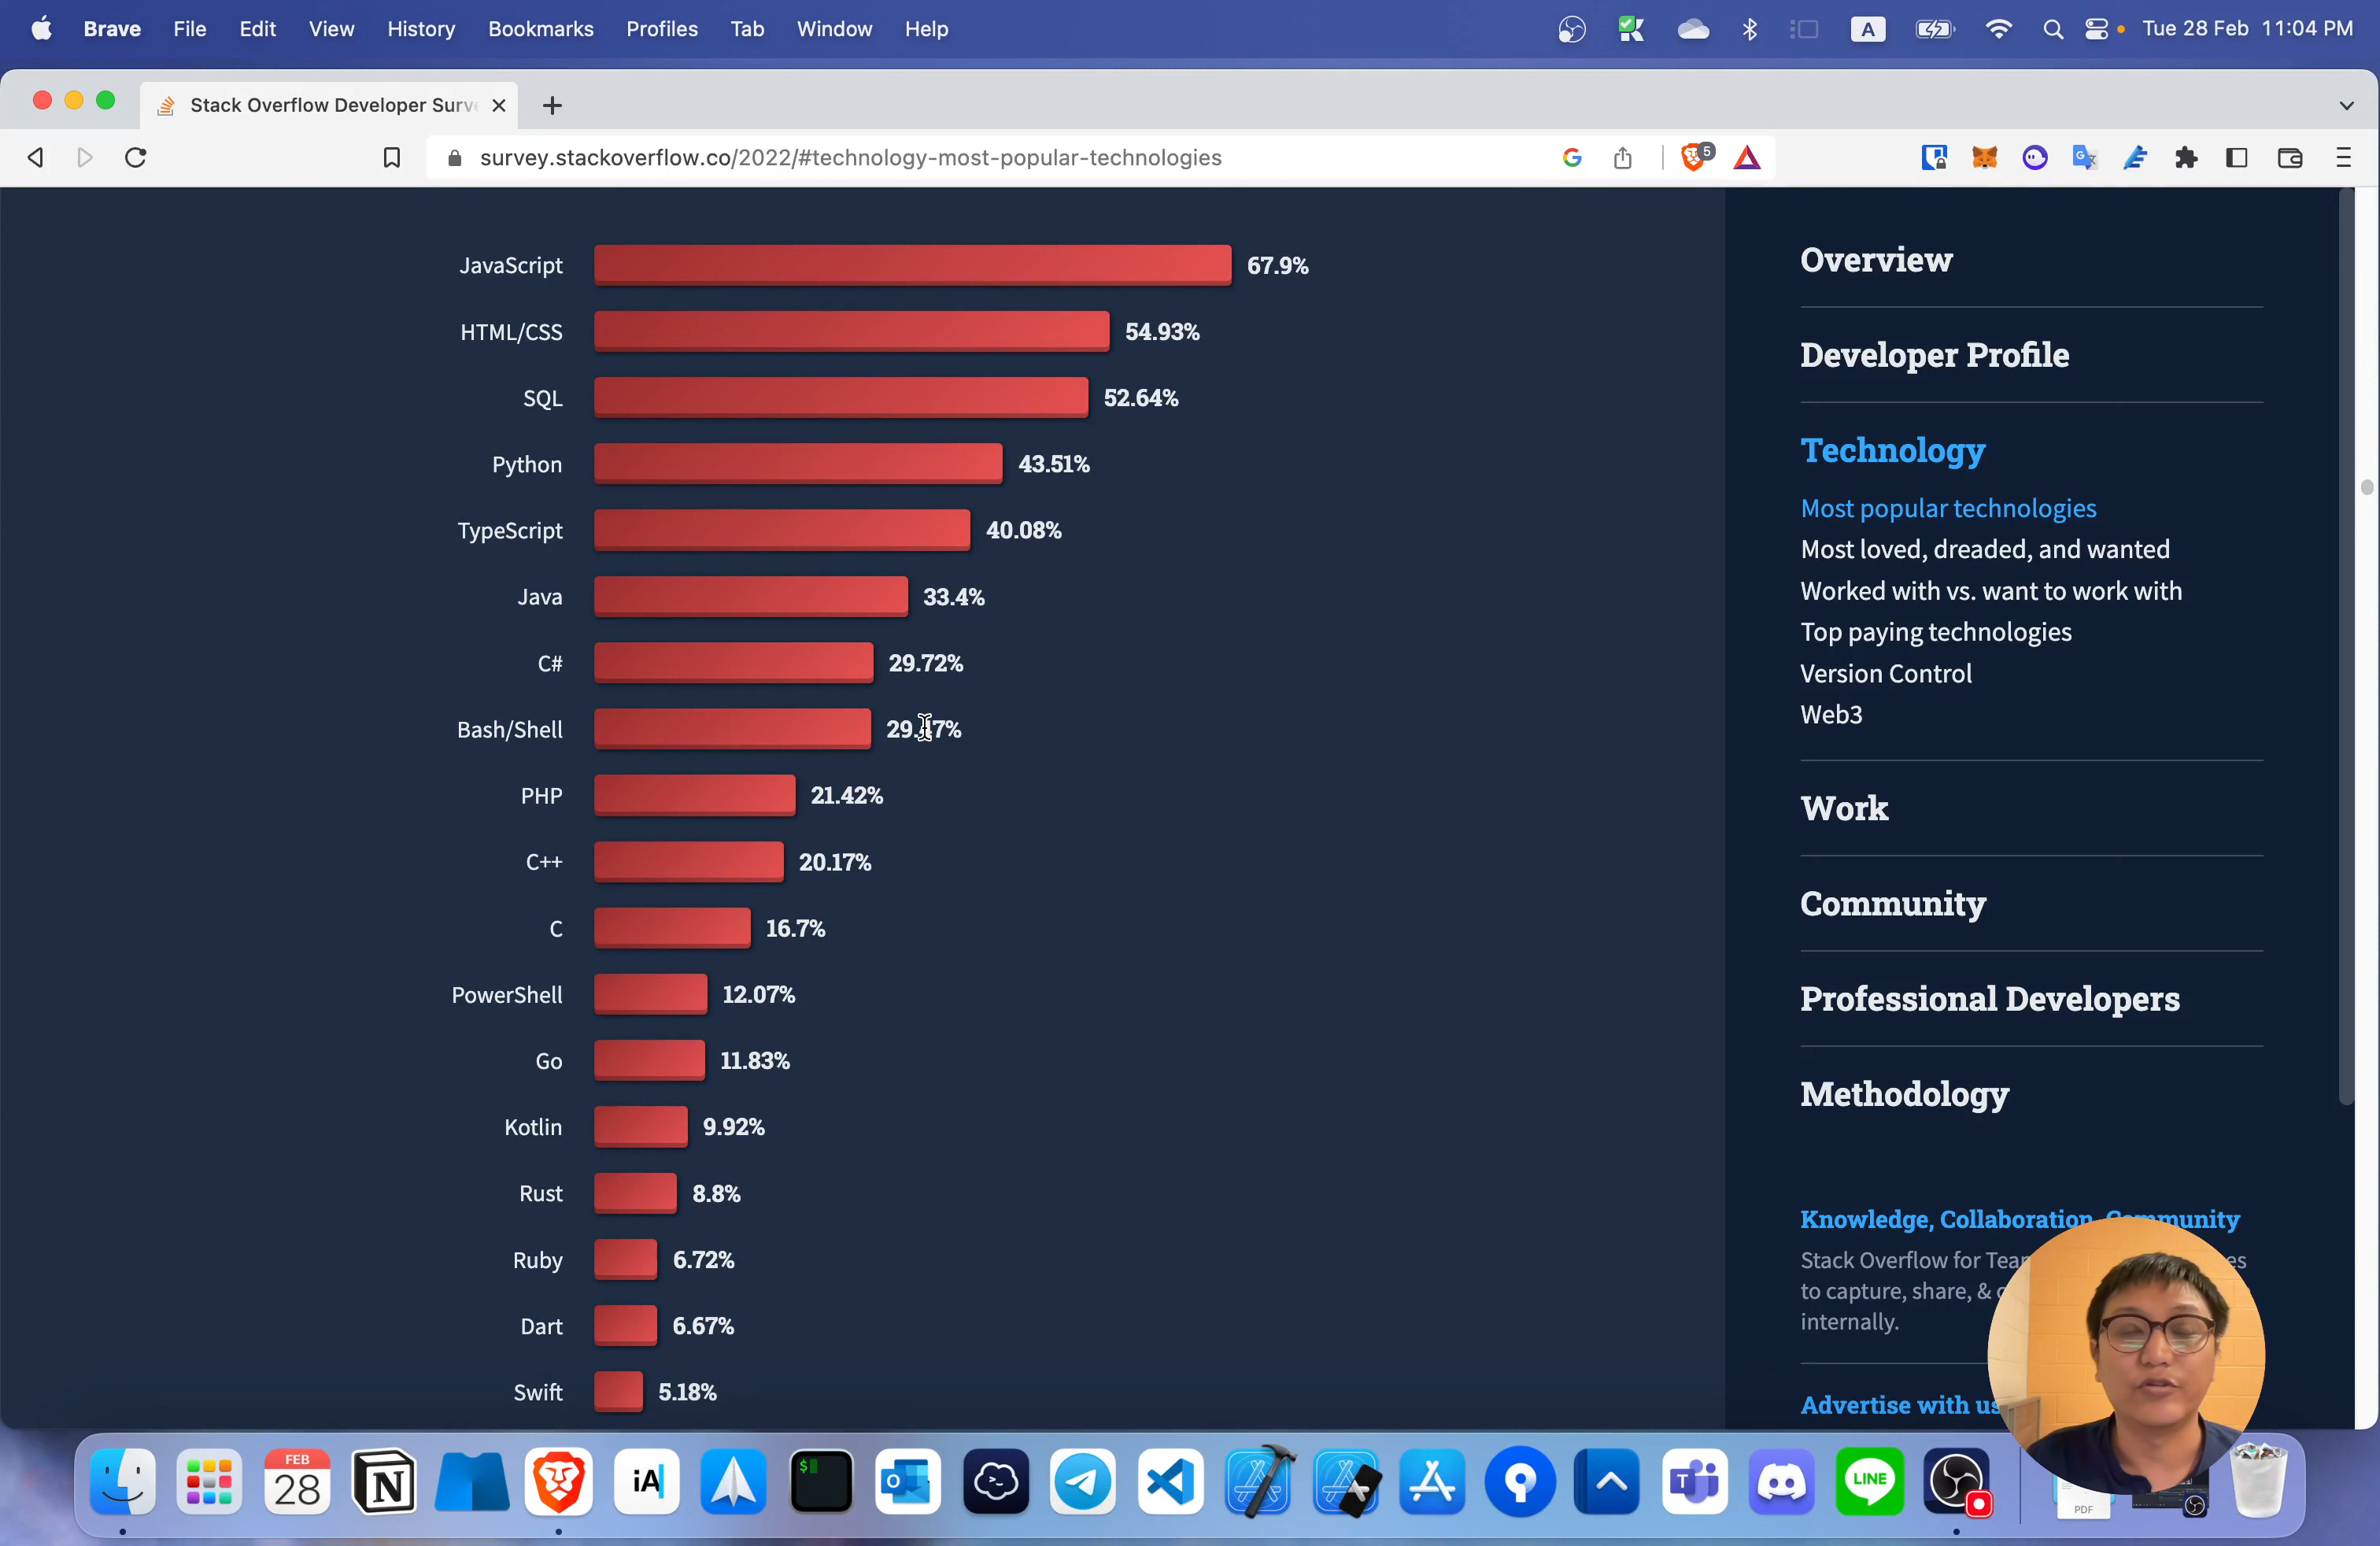 Brave File Edit View History Bookmarks Profiles Tab Window Help A Tue 28 Feb 11:04 PM
Stack Overflow Developer Surve
survey.stackoverflow.co/2022/#technology-most-popular-technologies 5
JavaScript 67.9%
HTML/CSS 54.93%
SQL 52.64%
Python 43.51%
TypeScript 40.08%
Java 33.4%
C# 29.72%
Bash/Shell
PHP 21.42%
C++ 20.17%
C 16.7%
PowerShell 12.07%
Go 11.83%
Kotlin 9.92%
Rust 8.8%
Ruby 6.72%
Dart 6.67%
Swift 5.18%
Overview
Developer Profile
Technology
Most popular technologies
Most loved, dreaded, and wanted
Worked with vs. want to work with
Top paying technologies
Version Control
Web3
Work
Community
Professional Developers
Methodology
Knowledge, Collaboration,
Stack Overflow for
to capture, share, &
internally.
Advertise with us
FEB
28
N
iA
$
O
T
LINE
PDF